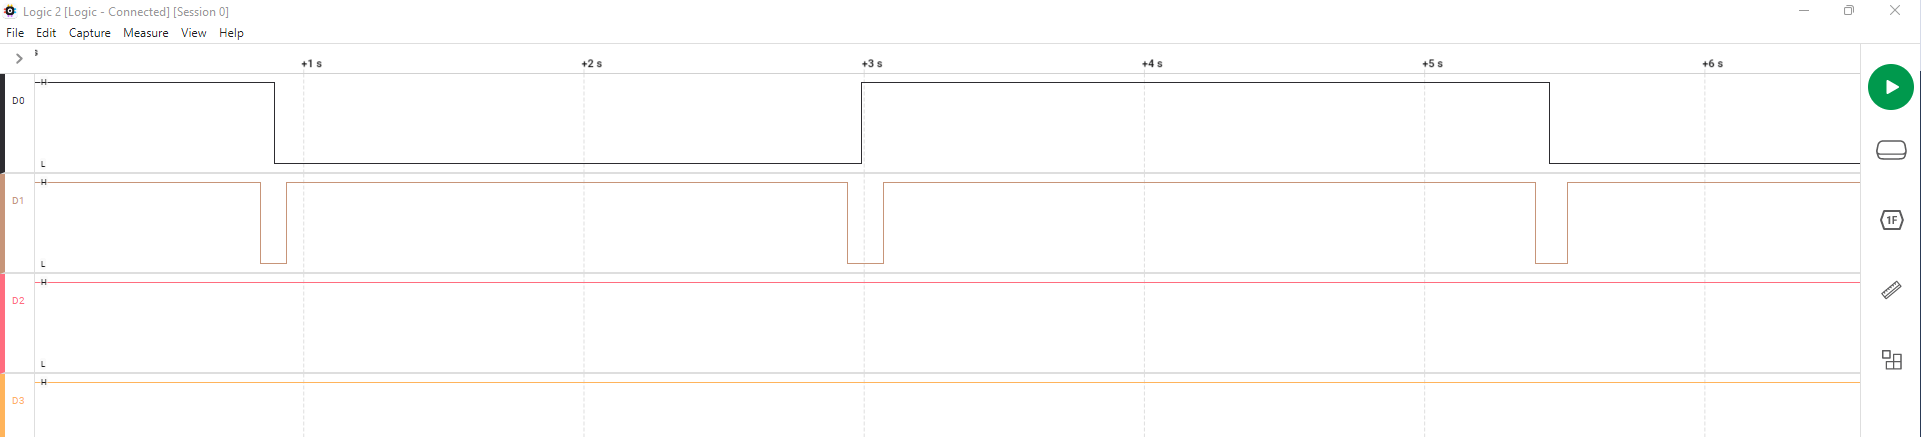 Logic 2 [Logic - Connected] [Session 0]
File Edit Capture Measure View Help
s
+1 s +2 s +3 s +4 s +5 s +6 s
H
D0
L
H
D1
L
H
D2
L
H
D3
1F